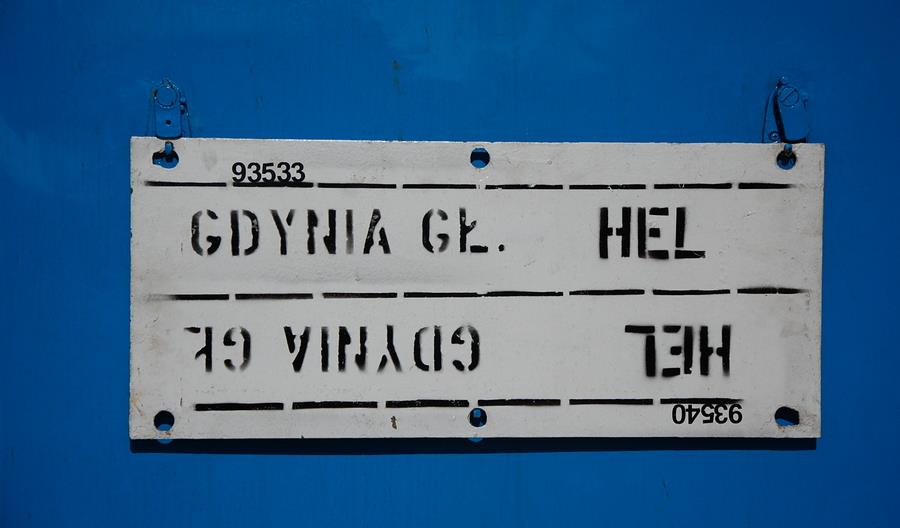 93533
GDYNIA GŁ. HEL
93540
HEL GDYNIA GŁ